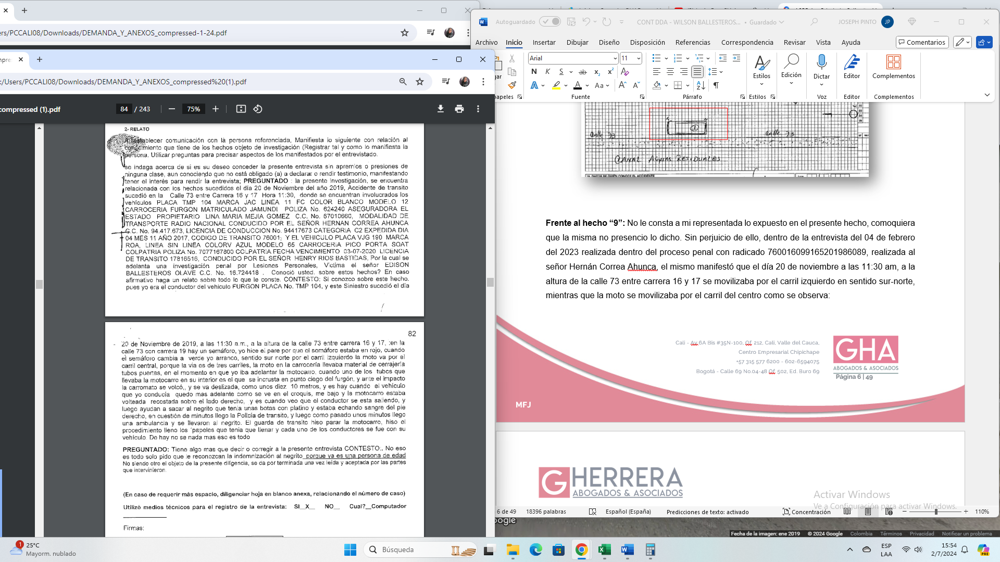 ers/PCCALI08/Downloads/DEMANDA_Y_ANEXOS_compressed-1-24.pdf
:/Users/PCCALI08/Downloads/DEMANDA_Y_ANEXOS_compressed%20(1).pdf
compressed (1).pdf
84 / 243
75%
2- RELATO
Al establecer comunicación con la persona referenciada, Manifiesta lo siguiente con relación al
conocimiento que tiene de los hechos objeto de investigación (Registrar tal y como lo manifiesta la
persona. Utilizar preguntas para precisar aspectos de los manifestados por el entrevistado.
se indaga acerca de si es su deseo conceder la presente entrevista sin apremios o presiones de
ninguna clase, aun conociendo que no está obligado (a) a declarar o rendir testimonio, manifestando
tener el interés para rendir la entrevista; PREGUNTADO : la presente investigación, se encuentra
relacionada con los hechos sucedidos el día 20 de Noviembre del año 2019, Accidente de transito
sucedió en la Calle 73 entre Carrera 16 y 17 Hora 11:30, donde se encuentran involucrados los
vehículos PLACA TMP 104 MARCA JAC LINEA 11 FC COLOR BLANCO MODELO 12
CARROCERIA FURGON MATRICULADO JAMUNDI POLIZA No. 624240 ASEGURADORA EL
ESTADO PROPIETARIO LINA MARIA MEJIA GOMEZ C.C. No. 67010660, MODALIDAD DE
TRANSPORTE RADIO NACIONAL CONDUCIDO POR EL SEÑOR HERNAN CORREA AHUNCA
C.C. No. 94.417.673, LICENCIA DE CONDUCCION No. 94417673 CATEGORIA C2 EXPEDIDA DIA
04 MES 11 AÑO 2017, CODIGO DE TRANSITO 76001; Y EL VEHICULO PLACA VJG 190 MARCA
ROA, LINEA SIN LINEA COLORV AZUL MODELO 65 CARROCERIA PICO PORTA SOAT
COLPATRIA POLIZA No. 7077167800 COLPATRIA FECHA VENCIMIENTO 03-07-2020 LICENCIA
DE TRANSITO 17816516, CONDUCIDO POR EL SEÑOR HENRY RIOS BASTIDAS, Por la cual se
adelanta una investigación penal por Lesiones Personales, Victima el señor EDISON
BALLESTEROS OLAVE C.C. No. 16.724418 . Conoció usted. sobre estos hechos? En caso
afirmativo haga un relato sobre todo lo que le conste. CONTESTO: Si conozco sobre este hecho.
pues yo era el conductor del vehículo FURGON PLACA No. TMP 104, y este Siniestro sucedió el día
82
20 de Noviembre de 2019, a las 11:30 a.m., a la altura de la calle 73 entre carrera 16 y 17, en la
calle 73 con carrera 19 hay un semáforo, yo hice el pare por que el semáforo estaba en rojo, cuando
el semáforo cambia a verde yo arranco, sentido sur norte por el carril izquierdo la moto va por el
carril central, porque la via es de tres carriles, la moto en la carrocería llevaba material de cerrajería
tubos puertas, en el momento en que yo iba adelantar la motocarro, cuando uno de los tubos que
llevaba la motocarro en su interior es el que se incrusta en punto ciego del furgón, y ante el impacto
la carromato se volcó,, y se va deslizada, como unos diez 10 metros, y es hay cuando el vehículo
que yo conducía quedo mas adelante como se ve en el croquis, me bajo y la motocarro estaba
volteada recostada sobre el lado derecho, y es cuando veo que el conductor se esta saliendo, y
luego ayudan a sacar al negrito que tenia unas botas con platino y estaba echando sangre del pie
derecho, en cuestión de minutos llego la Policía de transito, y luego como pasado unos minutos llego
una ambulancia y se llevaron al negrito. El guarda de transito hiso parar la motocarro, hiso el
procedimiento lleno los papeles que tenia que llenar y cada uno de los conductores se fue con su
vehículo. De hay no se nada mas eso es todo
PREGUNTADO: Tiene algo mas que decir o corregir a la presente entrevista CONTESTO:. No eso
es todo solo pido que le reconozcan la indemnización al negrito porque ya es una persona de edad
No siendo otro el objeto de la presente diligencia, se da por terminada una vez leída y aceptada por las partes
que intervinieron.
(En caso de requerir más espacio, diligenciar hoja en blanco anexa, relacionando el número de caso)
Utilizó medios técnicos para el registro de la entrevista: SI__X__ NO__ Cual?__Computador
Firmas:
Autoguardado
CONT DDA - WILSON BALLESTEROS... • Guardado
JOSEPH PINTO
JP
Archivo Inicio Insertar Dibujar Diseño Disposición Referencias Correspondencia Revisar Vista Ayuda
Comentarios
Arial 11
N K S ab x₂ x²
Aa
Estilos Edición Dictar Editor Complementos
Fuente Párrafo Estilos Voz Editor Complementos
Calle 73
Calle 73
CANAL AGUAS RESIDUALES
Frente al hecho “9”: No le consta a mi representada lo expuesto en el presente hecho, comoquiera
que la misma no presencio lo dicho. Sin perjuicio de ello, dentro de la entrevista del 04 de febrero
del 2023 realizada dentro del proceso penal con radicado 760016099165201986089, realizada al
señor Hernán Correa Ahunca, el mismo manifestó que el día 20 de noviembre a las 11:30 am, a la
altura de la calle 73 entre carrera 16 y 17 se movilizaba por el carril izquierdo en sentido sur-norte,
mientras que la moto se movilizaba por el carril del centro como se observa:
Cali - Av 6A Bis #35N-100, Of. 212, Cali, Valle del Cauca,
Centro Empresarial Chipichape
+57 315 577 6200 - 602-6594075
Bogotá - Calle 69 No.04-48 Of. 502, Ed. Buro 69
GHA
ABOGADOS & ASOCIADOS
Página 6 | 49
MFJ
G HERRERA
ABOGADOS & ASOCIADOS
Activar Windows
Ve a Configuración para activar Windows.
6 de 49 18396 palabras Español (España) Predicciones de texto: activado Concentración 110%
oogle
Fecha de la imagen: ene 2019 © 2024 Google Colombia Términos Privacidad Notificar un problema
1
25°C
Mayorm. nublado
Búsqueda
ESP
LAA
15:54
2/7/2024
PRE